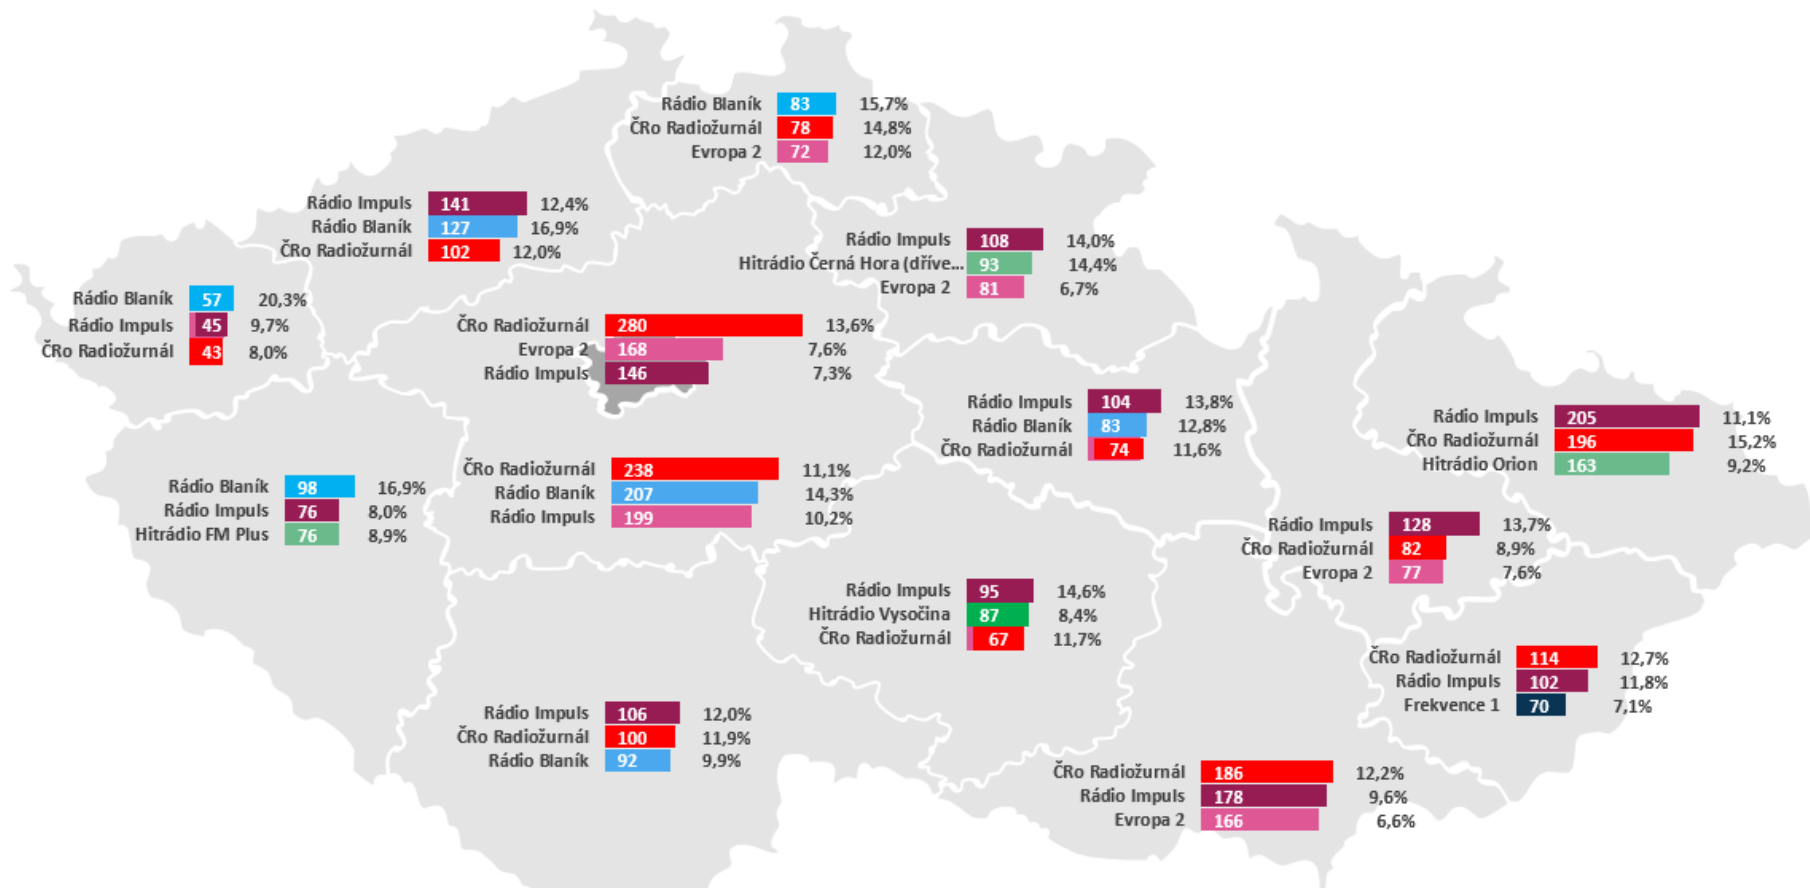 Rádio Blaník 83 15,7%
ČRo Radiožurnál 78 14,8%
Evropa 2 72 12,0%
Rádio Impuls 141 12,4%
Rádio Blaník 127 16,9%
ČRo Radiožurnál 102 12,0%
Rádio Impuls 108 14,0%
Hitrádio Černá Hora (dříve... 93 14,4%
Evropa 2 81 6,7%
Rádio Blaník 57 20,3%
Rádio Impuls 45 9,7%
ČRo Radiožurnál 43 8,0%
ČRo Radiožurnál 280 13,6%
Evropa 2 168 7,6%
Rádio Impuls 146 7,3%
Rádio Impuls 104 13,8%
Rádio Blaník 83 12,8%
ČRo Radiožurnál 74 11,6%
Rádio Impuls 205 11,1%
ČRo Radiožurnál 196 15,2%
Hitrádio Orion 163 9,2%
ČRo Radiožurnál 238 11,1%
Rádio Blaník 207 14,3%
Rádio Impuls 199 10,2%
Rádio Blaník 98 16,9%
Rádio Impuls 76 8,0%
Hitrádio FM Plus 76 8,9%
Rádio Impuls 128 13,7%
ČRo Radiožurnál 82 8,9%
Evropa 2 77 7,6%
Rádio Impuls 95 14,6%
Hitrádio Vysočina 87 8,4%
ČRo Radiožurnál 67 11,7%
ČRo Radiožurnál 114 12,7%
Rádio Impuls 102 11,8%
Frekvence 1 70 7,1%
Rádio Impuls 106 12,0%
ČRo Radiožurnál 100 11,9%
Rádio Blaník 92 9,9%
ČRo Radiožurnál 186 12,2%
Rádio Impuls 178 9,6%
Evropa 2 166 6,6%